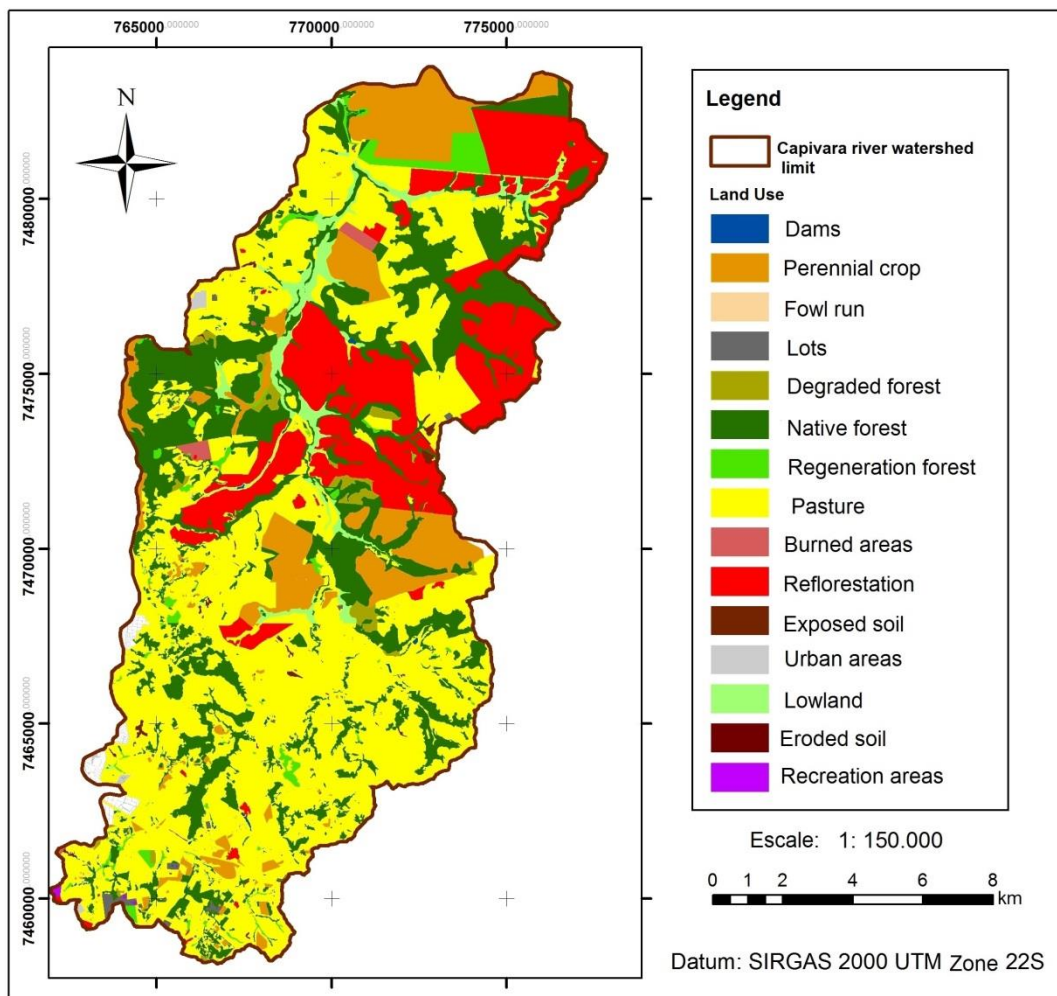 765000,000000 770000,000000 775000,000000
N
7480000,000000
7475000,000000
7470000,000000
7465000,000000
7460000,000000
Legend
Capivara river watershed
limit
Land Use
Dams
Perennial crop
Fowl run
Lots
Degraded forest
Native forest
Regeneration forest
Pasture
Burned areas
Reflorestation
Exposed soil
Urban areas
Lowland
Eroded soil
Recreation areas
Escale: 1: 150.000
0 1 2 4 6 8
km
Datum: SIRGAS 2000 UTM Zone 22S